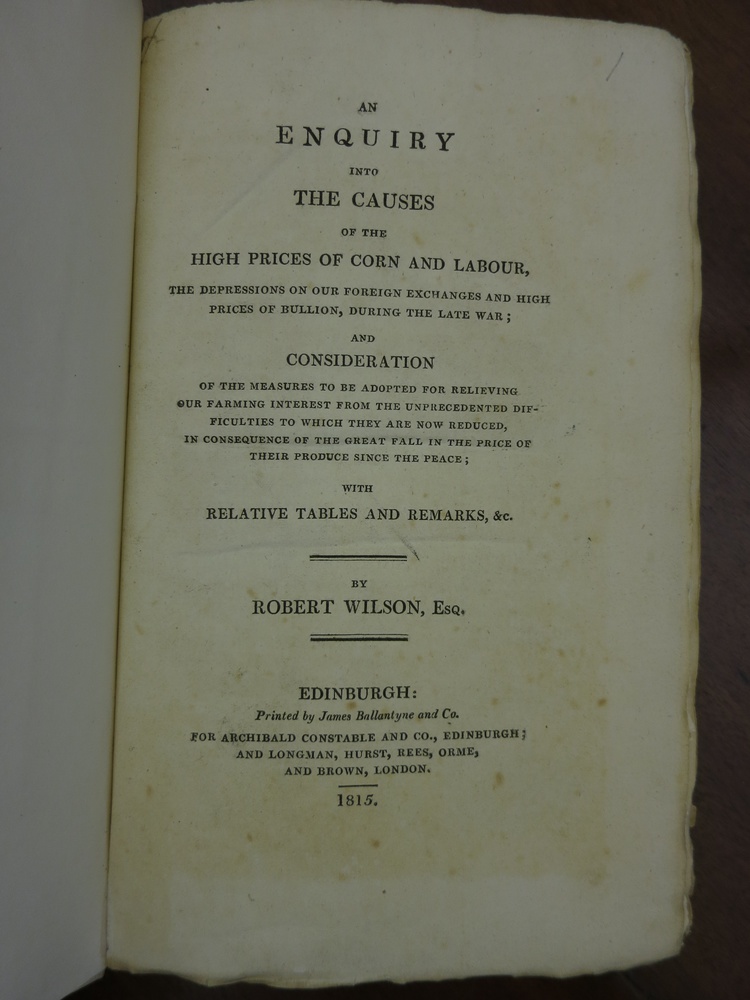 AN
ENQUIRY
INTO
THE CAUSES
OF THE
HIGH PRICES OF CORN AND LABOUR,
THE DEPRESSIONS ON OUR FOREIGN EXCHANGES AND HIGH
PRICES OF BULLION, DURING THE LATE WAR;
AND
CONSIDERATION
OF THE MEASURES TO BE ADOPTED FOR RELIEVING
OUR FARMING INTEREST FROM THE UNPRECEDENTED DIF-
FICULTIES TO WHICH THEY ARE NOW REDUCED,
IN CONSEQUENCE OF THE GREAT FALL IN THE PRICE OF
THEIR PRODUCE SINCE THE PEACE;
WITH
RELATIVE TABLES AND REMARKS, &c.
BY
ROBERT WILSON, ESQ.
EDINBURGH:
Printed by James Ballantyne and Co.
FOR ARCHIBALD CONSTABLE AND CO., EDINBURGH;
AND LONGMAN, HURST, REES, ORME,
AND BROWN, LONDON.
1815.